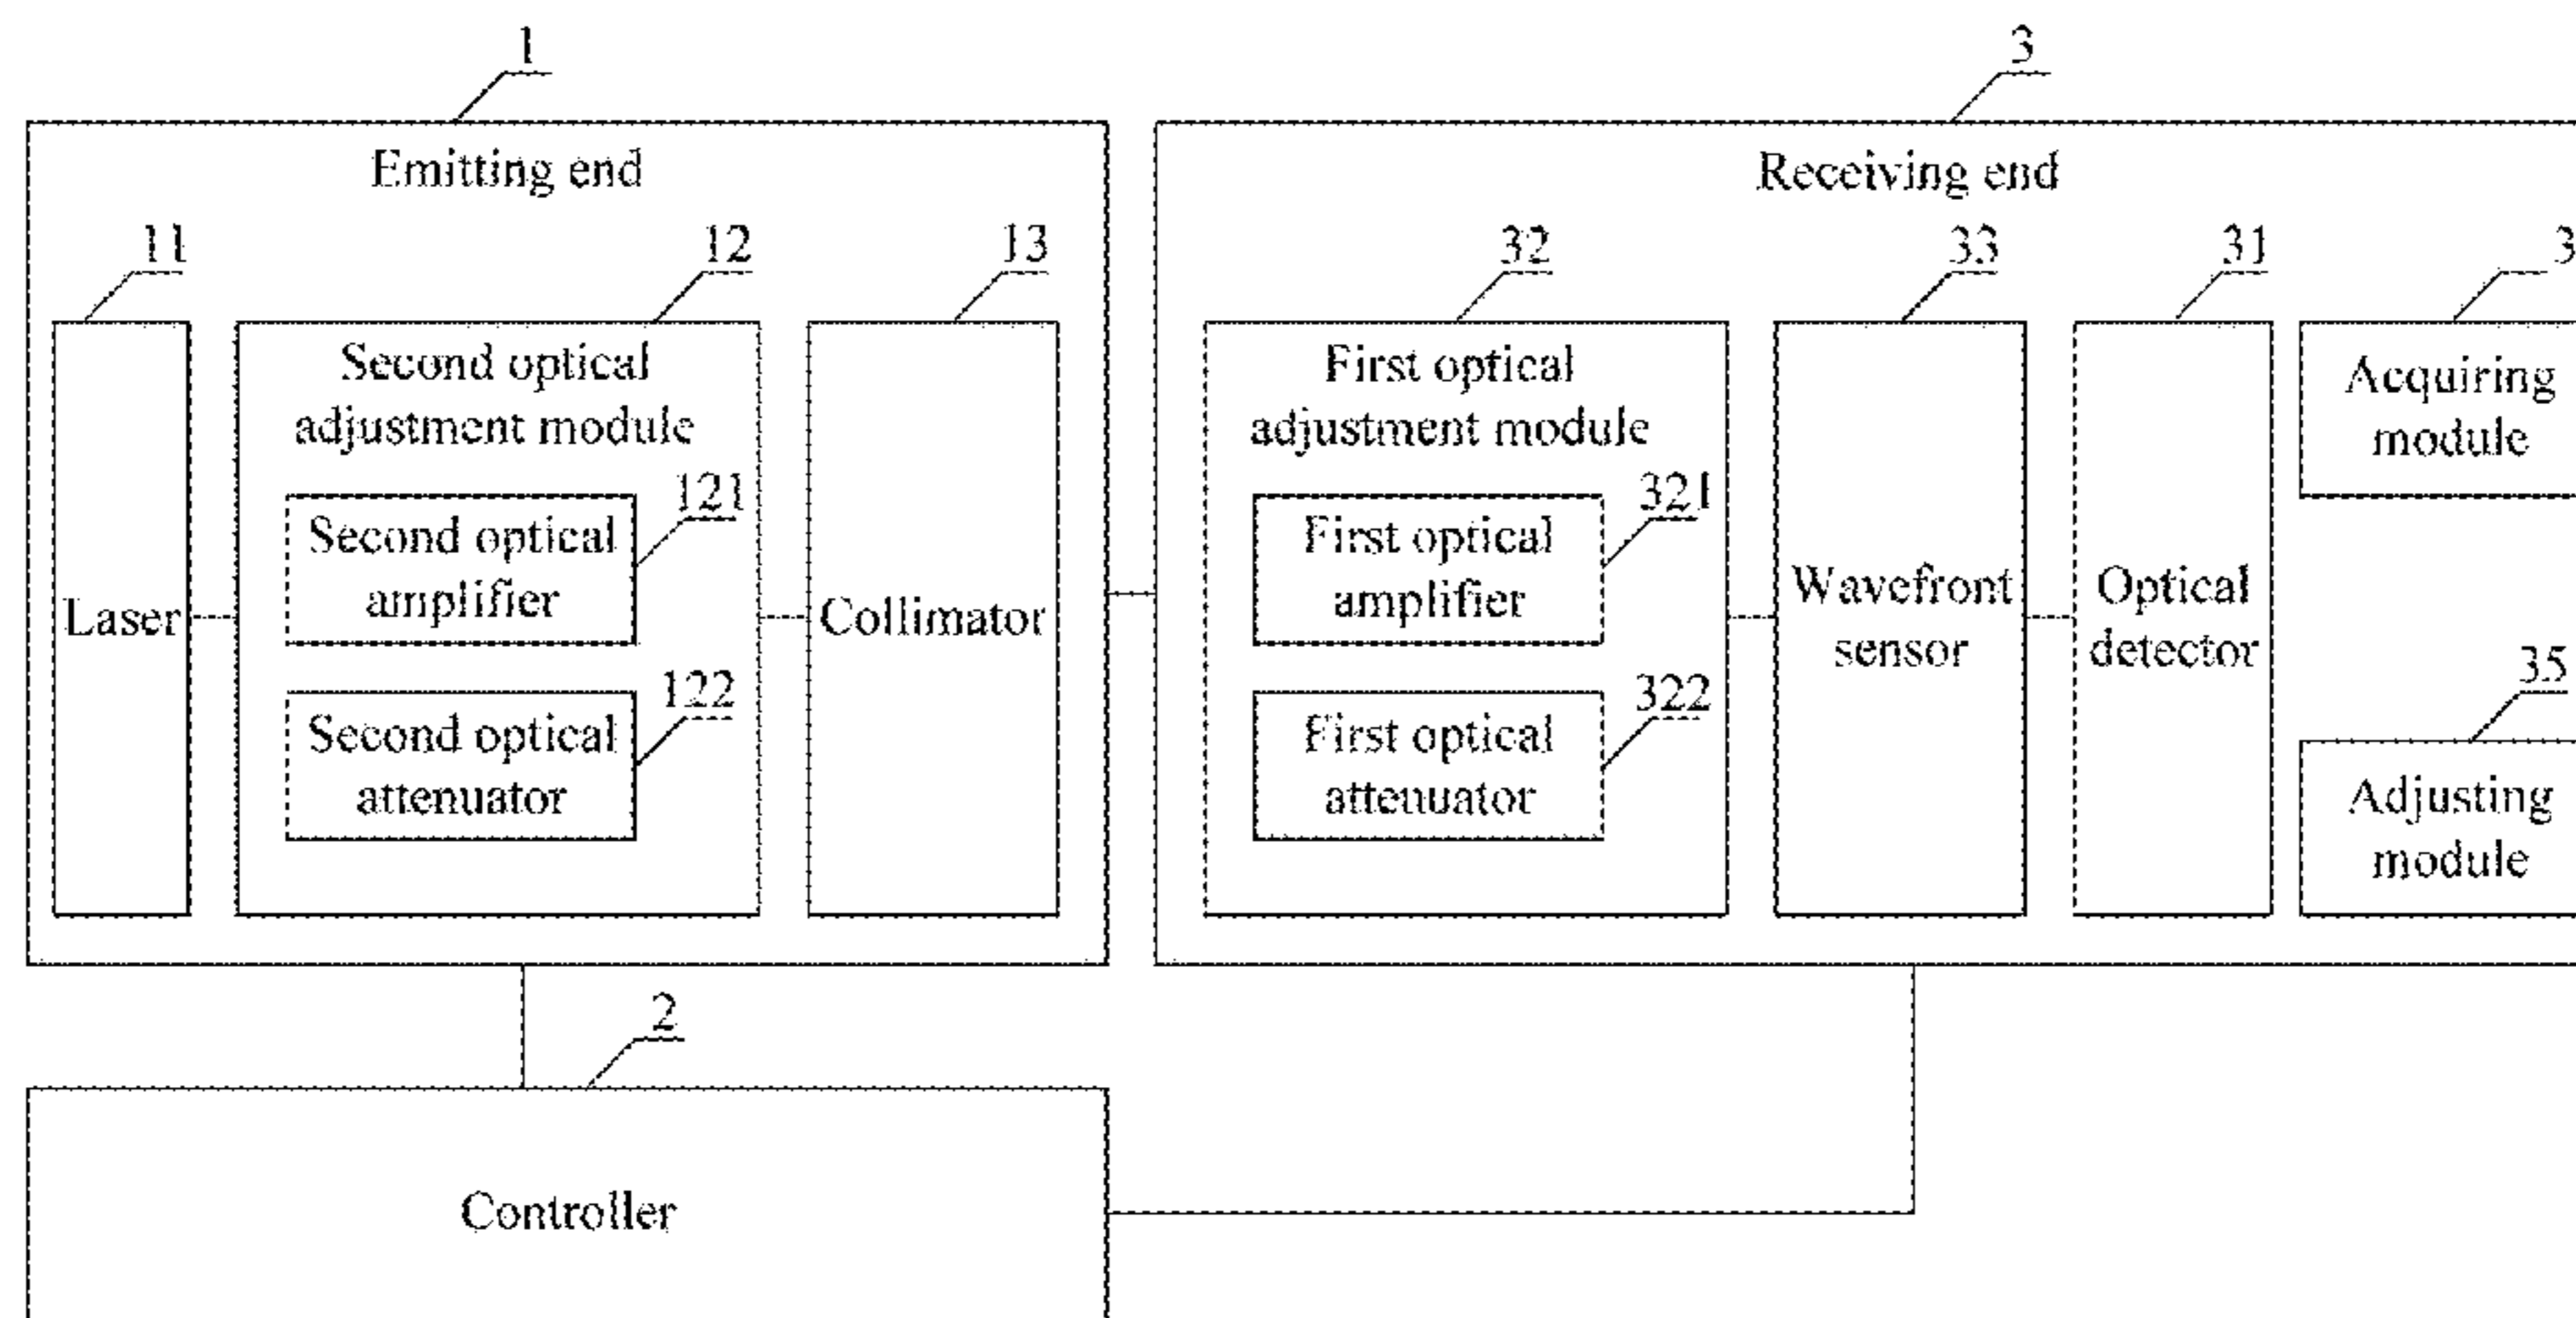 1
3
Emitting end
Receiving end
11
12
13
32
33
31
3
Second optical
adjustment module
First optical
adjustment module
Acquiring
module
121
321
Second optical
amplifier
First optical
amplifier
Laser
Collimator
Wavefront
sensor
Optical
detector
122
322
35
Second optical
attenuator
First optical
attenuator
Adjusting
module
2
Controller